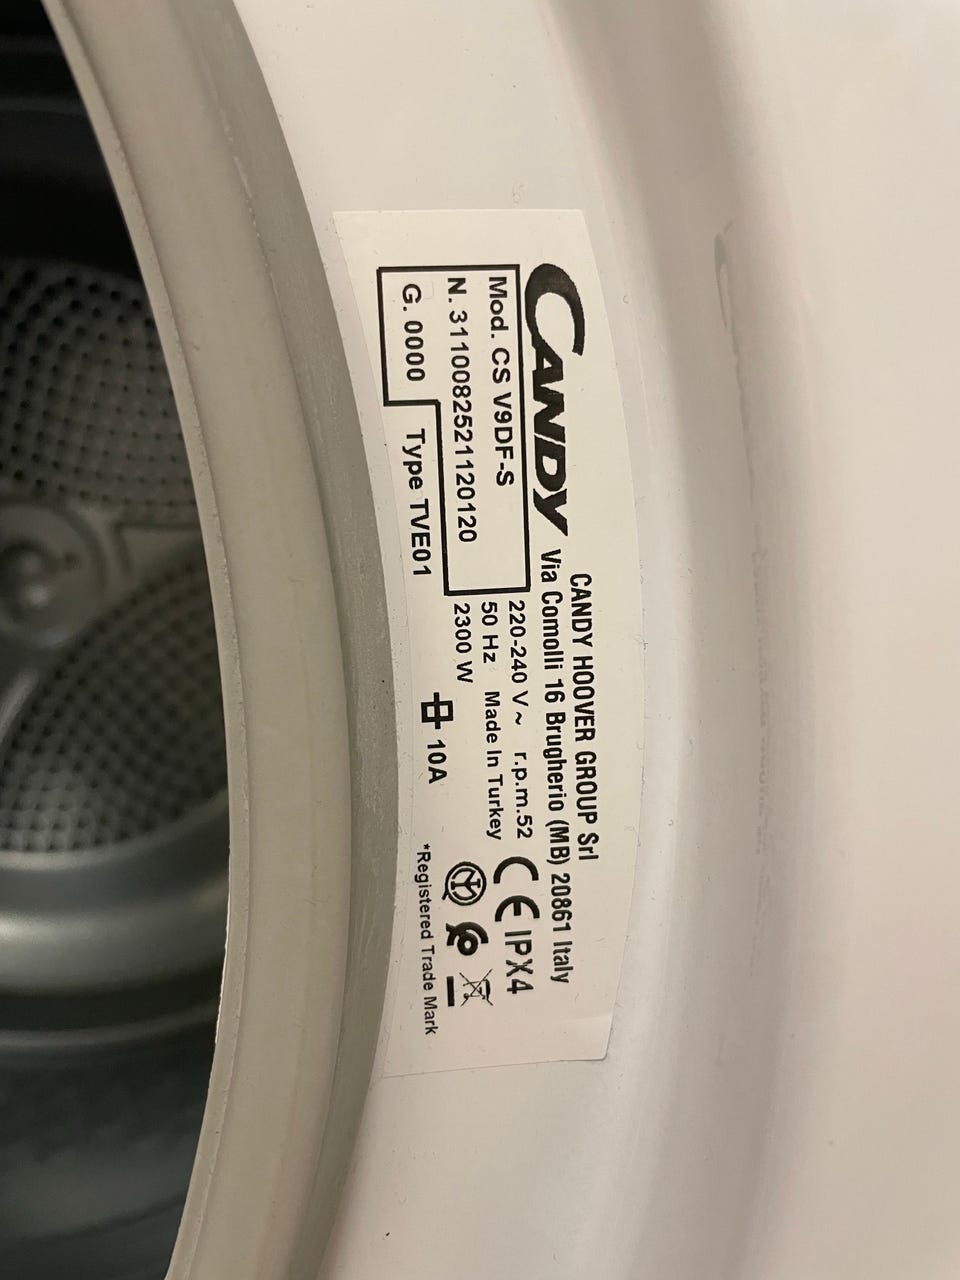 CANDY
CANDY HOOVER GROUP Srl
Via Comolli 16 Brugherio (MB) 20861 Italy
Mod. CS V9DF-S
N. 3110082521120120
G. 0000
Type TVE01
220-240 V ~ r.p.m.52
50 Hz Made In Turkey
2300 W
10A
CE IPX4
*Registered Trade Mark